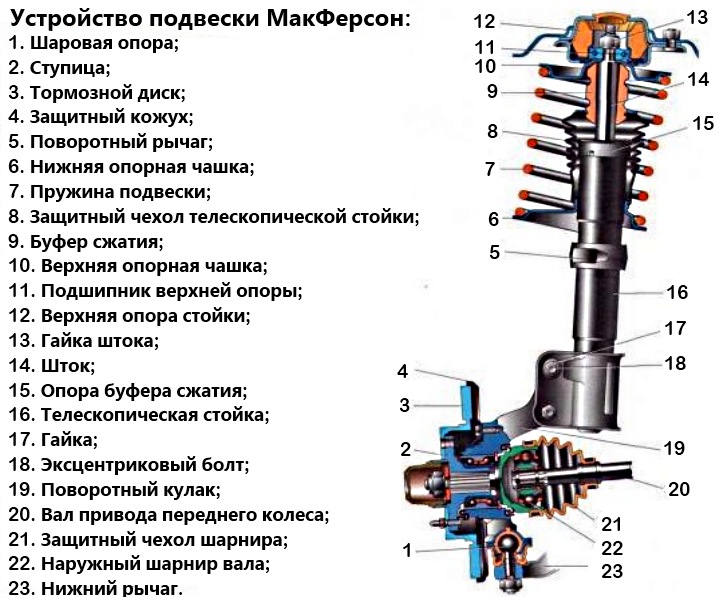 Устройство подвески МакФерсон:
1. Шаровая опора;
2. Ступица;
3. Тормозной диск;
4. Защитный кожух;
5. Поворотный рычаг;
6. Нижняя опорная чашка;
7. Пружина подвески;
8. Защитный чехол телескопической стойки;
9. Буфер сжатия;
10. Верхняя опорная чашка;
11. Подшипник верхней опоры;
12. Верхняя опора стойки;
13. Гайка штока;
14. Шток;
15. Опора буфера сжатия;
16. Телескопическая стойка;
17. Гайка;
18. Эксцентриковый болт;
19. Поворотный кулак;
20. Вал привода переднего колеса;
21. Защитный чехол шарнира;
22. Наружный шарнир вала;
23. Нижний рычаг.
12
13
11
10
14
9
15
8
7
6
5
16
17
18
4
3
19
2
20
21
1
22
23